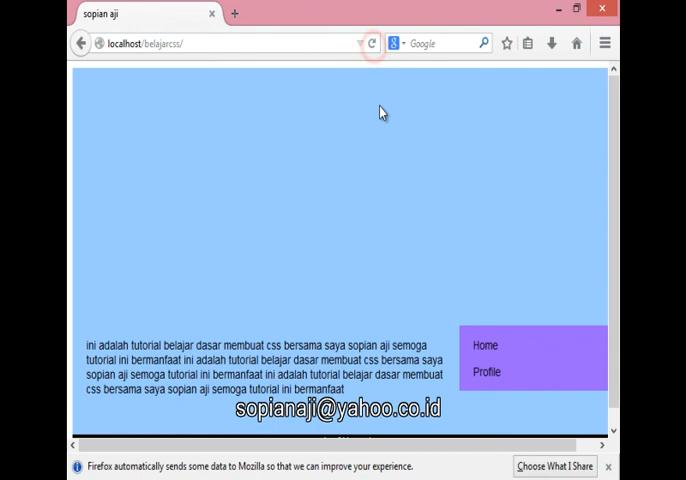 sopian aji
localhost/belajarcss/
Google
ini adalah tutorial belajar dasar membuat css bersama saya sopian aji semoga
tutorial ini bermanfaat ini adalah tutorial belajar dasar membuat css bersama saya
sopian aji semoga tutorial ini bermanfaat ini adalah tutorial belajar dasar membuat
css bersama saya sopian aji semoga tutorial ini bermanfaat
Home
Profile
sopianaji@yahoo.co.id
Firefox automatically sends some data to Mozilla so that we can improve your experience.
Choose What I Share